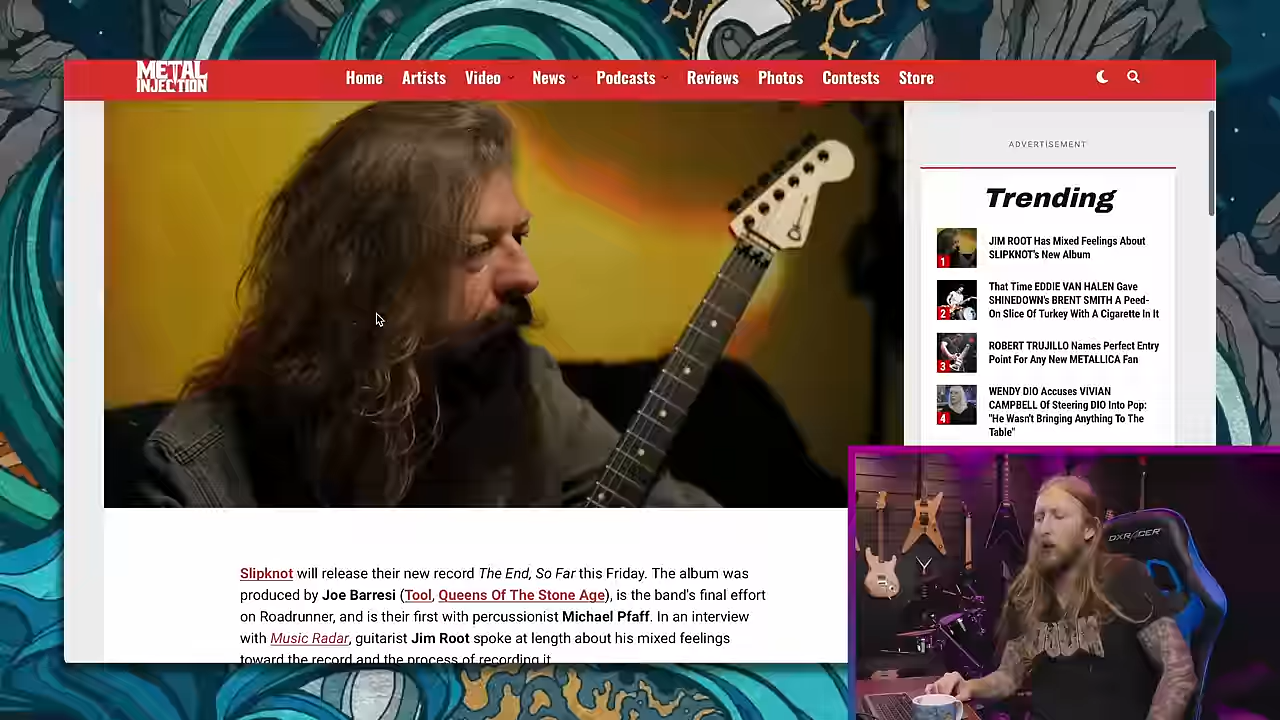 METAL
INJECTION
Home Artists Video News Podcasts Reviews Photos Contests Store
ADVERTISEMENT
Trending
1
JIM ROOT Has Mixed Feelings About
SLIPKNOT's New Album
2
That Time EDDIE VAN HALEN Gave
SHINEDOWN's BRENT SMITH A Peed-
On Slice Of Turkey With A Cigarette In It
3
ROBERT TRUJILLO Names Perfect Entry
Point For Any New METALLICA Fan
4
WENDY DIO Accuses VIVIAN
CAMPBELL Of Steering DIO Into Pop:
"He Wasn't Bringing Anything To The
Table"
Slipknot will release their new record The End, So Far this Friday. The album was
produced by Joe Barresi (Tool, Queens Of The Stone Age), is the band's final effort
on Roadrunner, and is their first with percussionist Michael Pfaff. In an interview
with Music Radar, guitarist Jim Root spoke at length about his mixed feelings
toward the record and the process of recording it
DXRACER